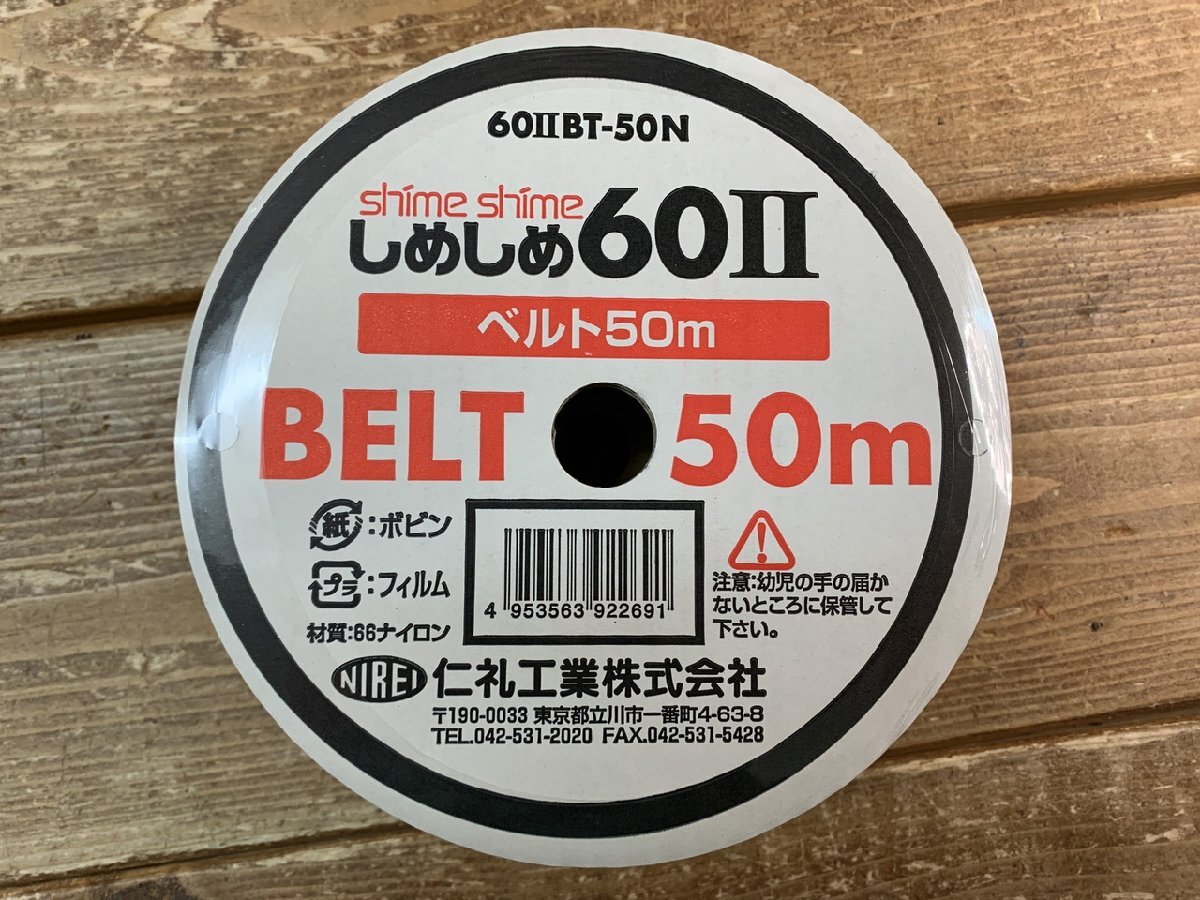 60IIBT-50N
shime shime
しめしめ60II
ベルト50m
BELT 50m
紙:ボビン
プラ:フィルム
材質:66ナイロン
4 953563 922691
注意:幼児の手の届か
ないところに保管して
下さい。
NIREI 仁礼工業株式会社
〒190-0033 東京都立川市一番町4-63-8
TEL.042-531-2020 FAX.042-531-5428